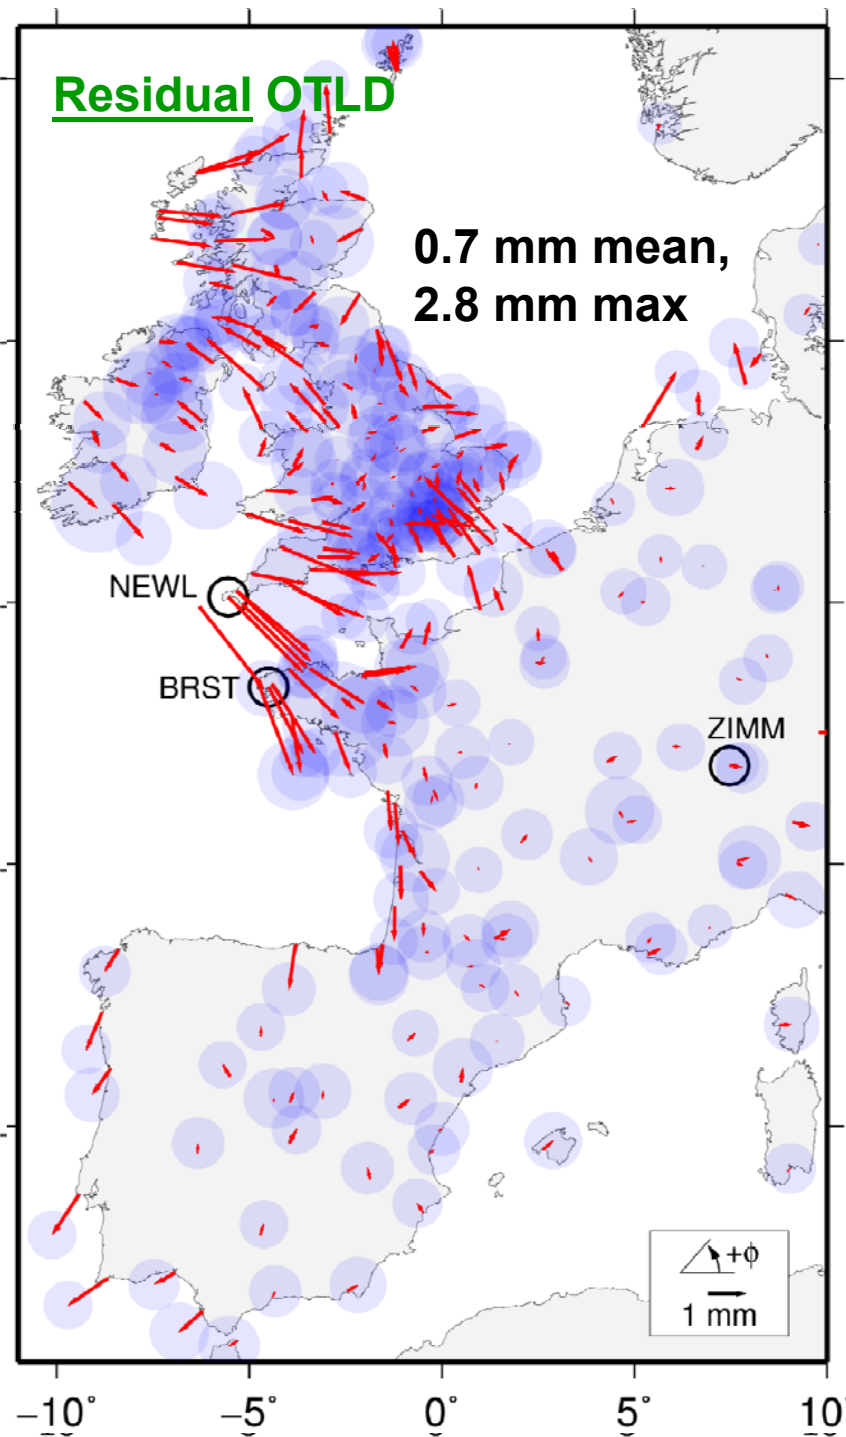 Residual OTLD
0.7 mm mean,
2.8 mm max
NEWL
BRST
ZIMM
+ϕ
1 mm
−10° −5° 0° 5° 10